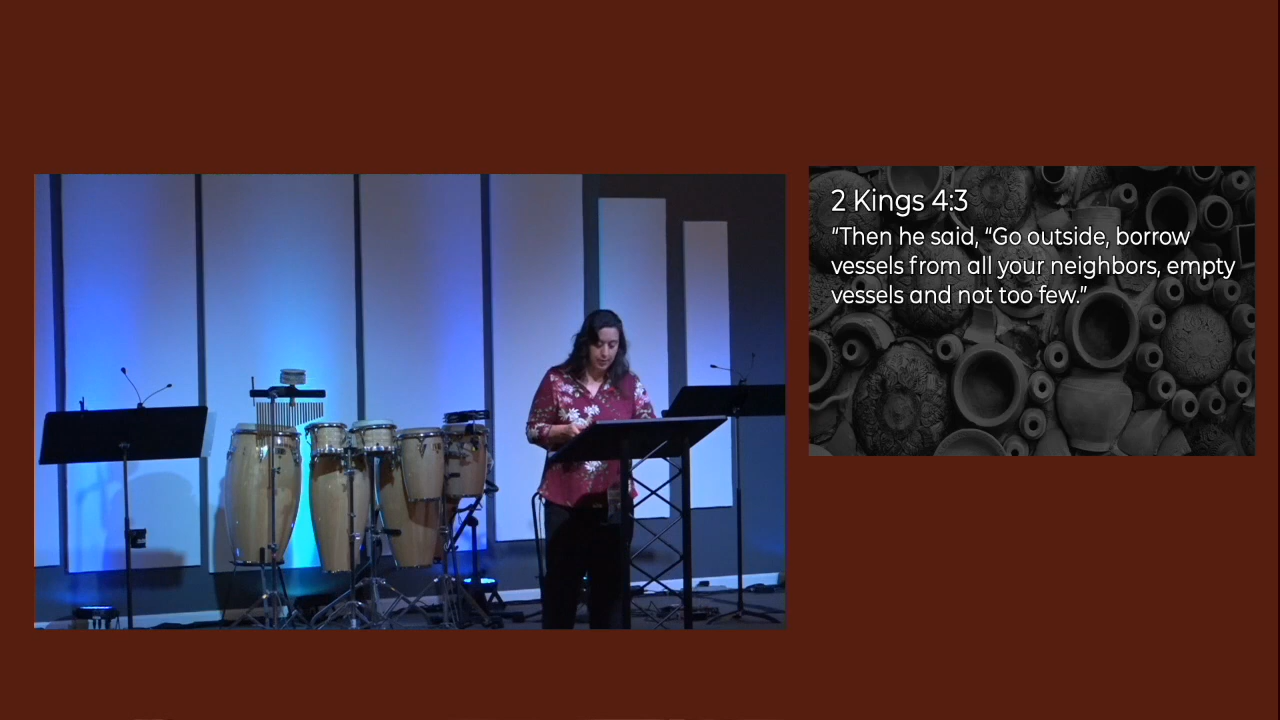 2 Kings 4:3
"Then he said, “Go outside, borrow
vessels from all your neighbors, empty
vessels and not too few.”